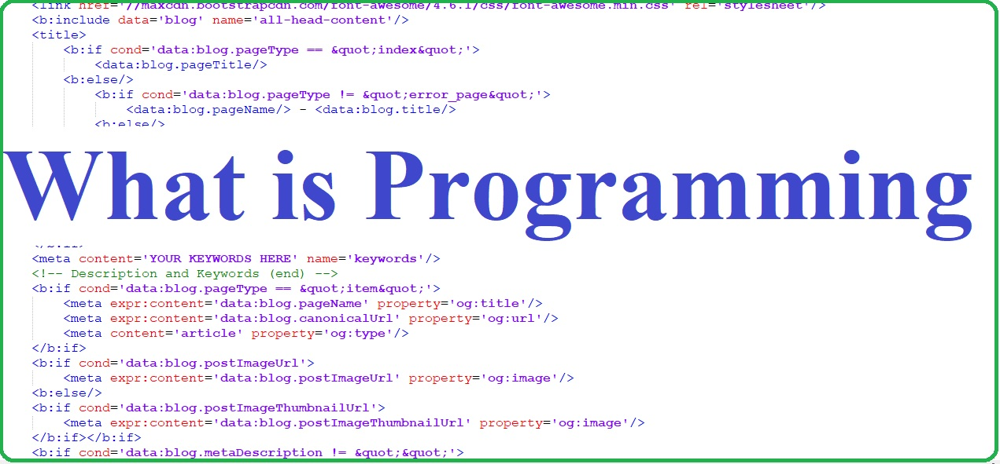 <link href='//maxcdn.bootstrapcdn.com/font-awesome/4.6.1/css/font-awesome.min.css' rel='stylesheet'/>
<b:include data='blog' name='all-head-content'/>
<title>
<b:if cond='data:blog.pageType == &quot;index&quot;'>
<data:blog.pageTitle/>
<b:else/>
<b:if cond='data:blog.pageType != &quot;error_page&quot;'>
<data:blog.pageName/> - <data:blog.title/>
<b:else/>
What is Programming
</b:if>
<meta content='YOUR KEYWORDS HERE' name='keywords'/>
<!-- Description and Keywords (end) -->
<b:if cond='data:blog.pageType == &quot;item&quot;'>
<meta expr:content='data:blog.pageName' property='og:title'/>
<meta expr:content='data:blog.canonicalUrl' property='og:url'/>
<meta content='article' property='og:type'/>
</b:if>
<b:if cond='data:blog.postImageUrl'>
<meta expr:content='data:blog.postImageUrl' property='og:image'/>
<b:else/>
<b:if cond='data:blog.postImageThumbnailUrl'>
<meta expr:content='data:blog.postImageThumbnailUrl' property='og:image'/>
</b:if></b:if>
<b:if cond='data:blog.metaDescription != &quot;&quot;'>